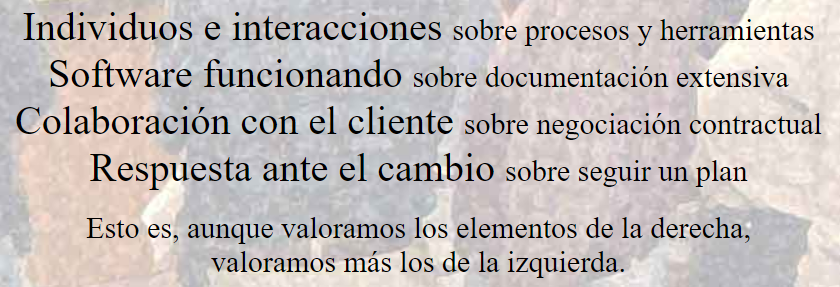 Individuos e interacciones sobre procesos y herramientas
Software funcionando sobre documentación extensiva
Colaboración con el cliente sobre negociación contractual
Respuesta ante el cambio sobre seguir un plan
Esto es, aunque valoramos los elementos de la derecha,
valoramos más los de la izquierda.